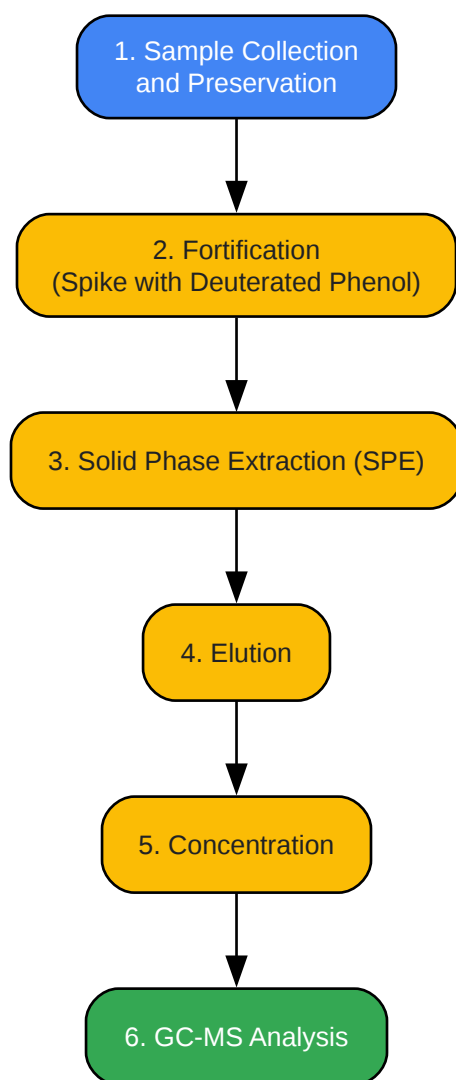 1. Sample Collection
and Preservation
2. Fortification
(Spike with Deuterated Phenol)
3. Solid Phase Extraction (SPE)
4. Elution
5. Concentration
6. GC-MS Analysis